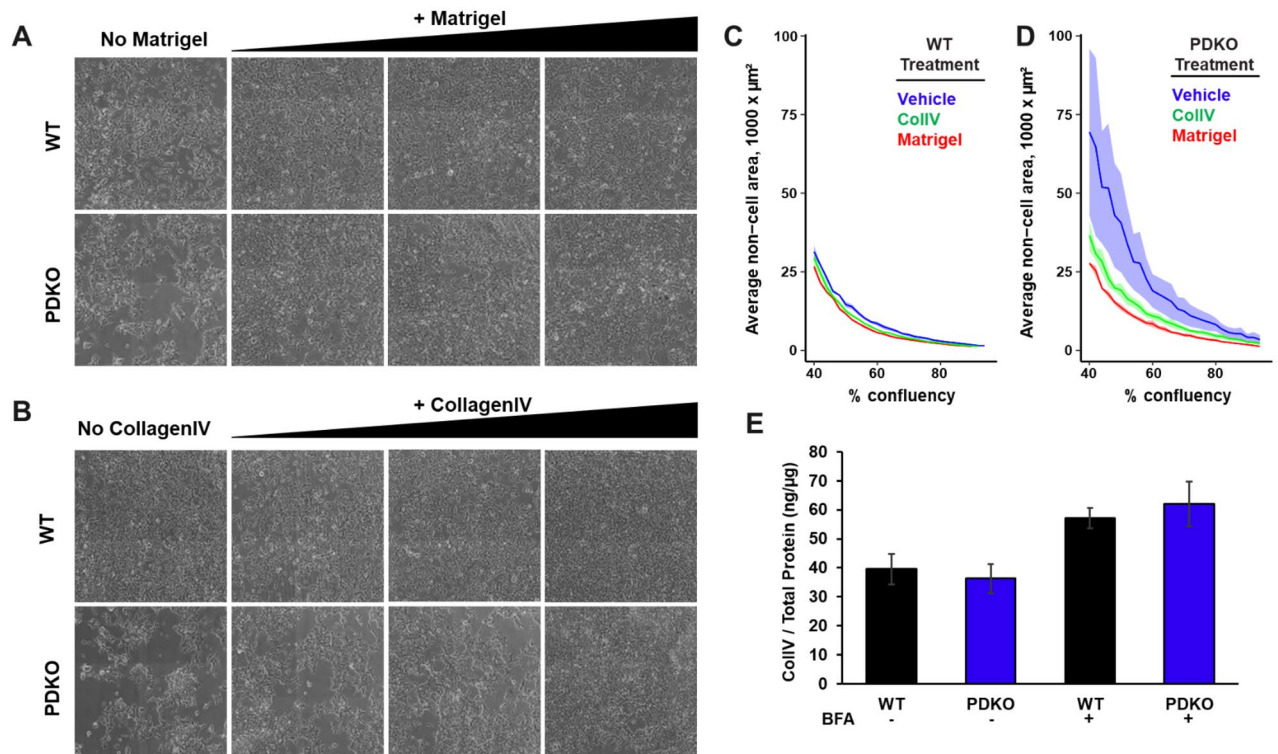 A
No Matrigel
+ Matrigel
WT
PDKO
B
No CollagenIV
+ CollagenIV
WT
PDKO
C
Average non–cell area, 1000 x µm²
100
75
50
25
0
40
60
80
% confluency
WT
Treatment
Vehicle
CollIV
Matrigel
D
Average non–cell area, 1000 x µm²
100
75
50
25
0
40
60
80
% confluency
PDKO
Treatment
Vehicle
CollIV
Matrigel
E
CollIV / Total Protein (ng/µg)
80
70
60
50
40
30
20
10
0
WT PDKO WT PDKO
BFA - - + +